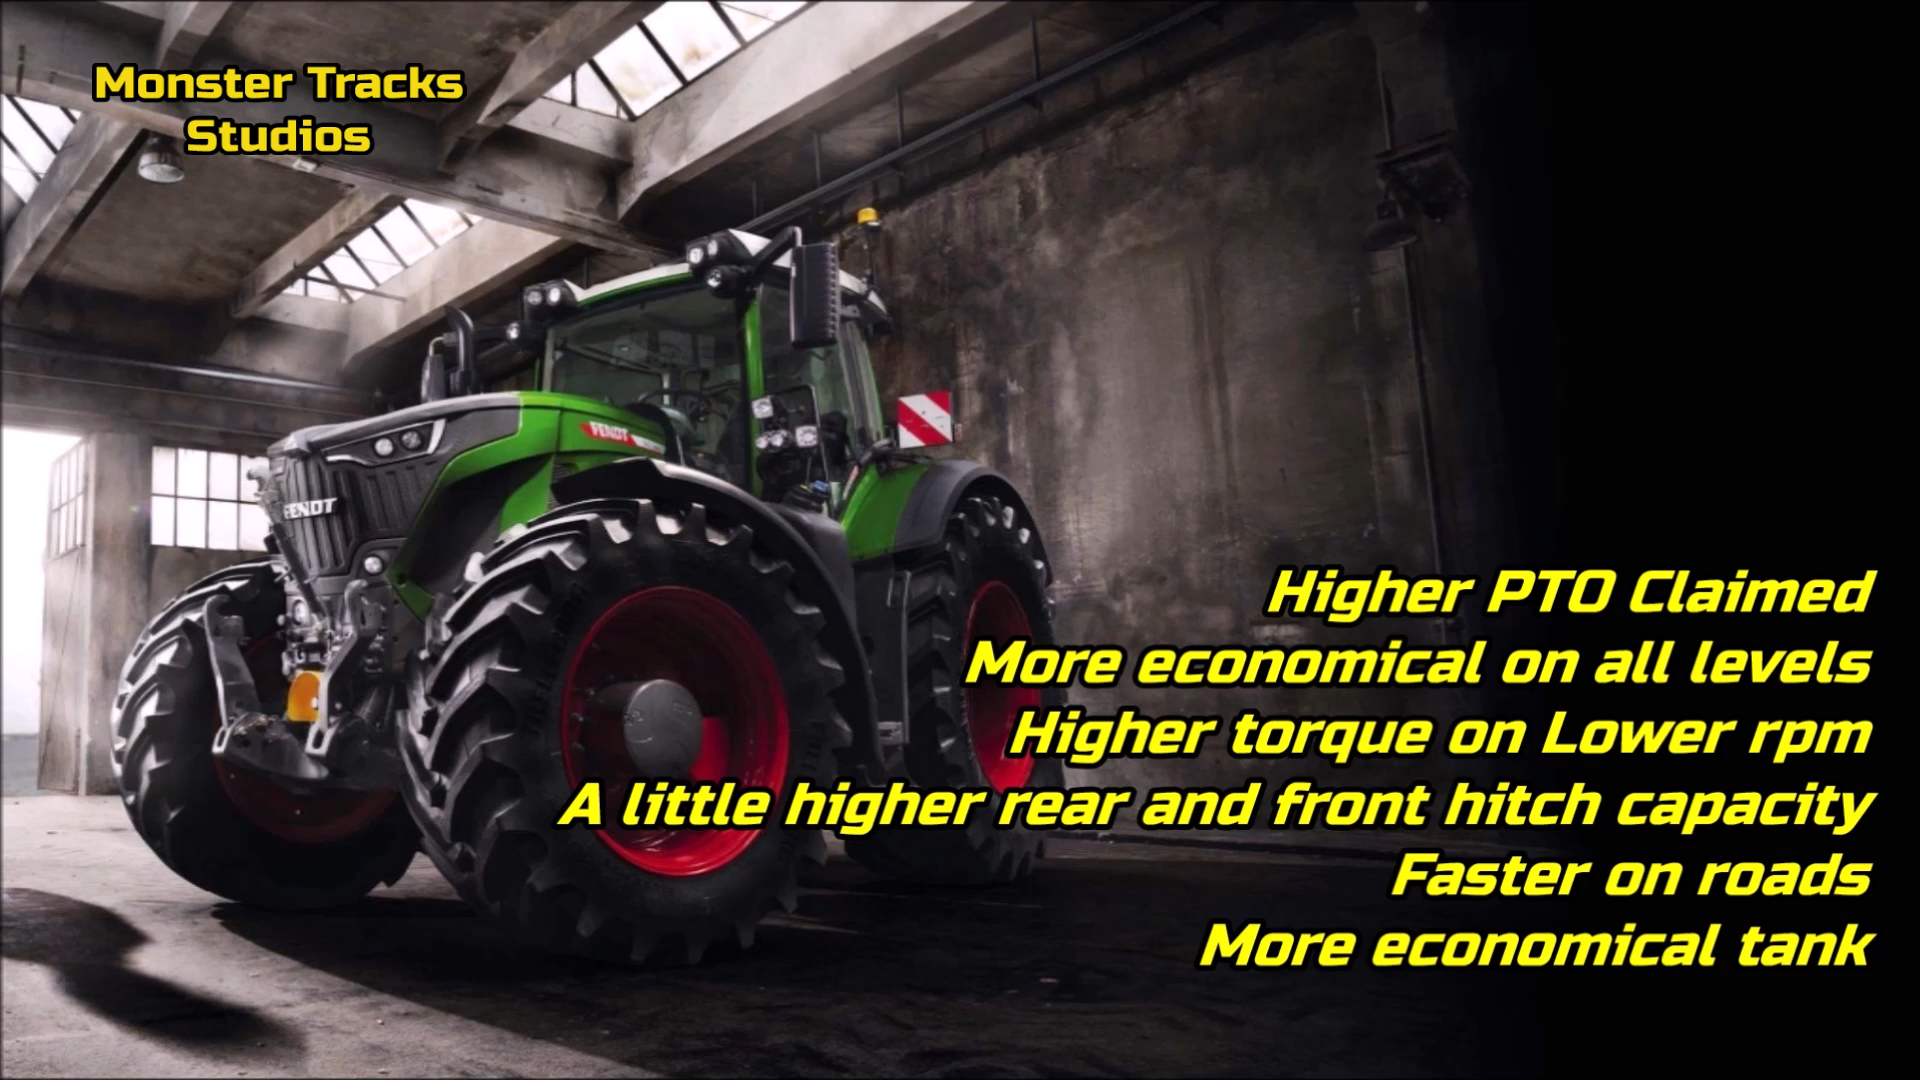 Monster Tracks
Studios
FENDT
FENDT
Higher PTO Claimed
More economical on all levels
Higher torque on Lower rpm
A little higher rear and front hitch capacity
Faster on roads
More economical tank